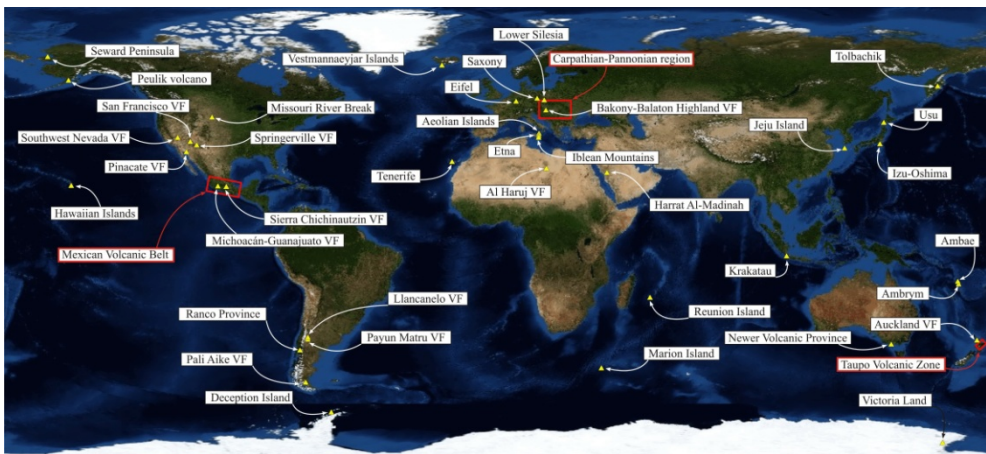 Lower Silesia
Seward Peninsula
Vestmannaeyjar Islands
Saxony
Carpathian-Pannonian region
Tolbachik
Peulik volcano
Eifel
San Francisco VF
Missouri River Break
Bakony-Balaton Highland VF
Usu
Aeolian Islands
Jeju Island
Southwest Nevada VF
Springerville VF
Etna
Iblean Mountains
Pinacate VF
Tenerife
Izu-Oshima
Al Haruj VF
Harrat Al-Madinah
Hawaiian Islands
Sierra Chichinautzin VF
Michoacán-Guanajuato VF
Ambae
Mexican Volcanic Belt
Krakatau
Llancanelo VF
Ambrym
Ranco Province
Reunion Island
Auckland VF
Payun Matru VF
Newer Volcanic Province
Pali Aike VF
Marion Island
Taupo Volcanic Zone
Deception Island
Victoria Land